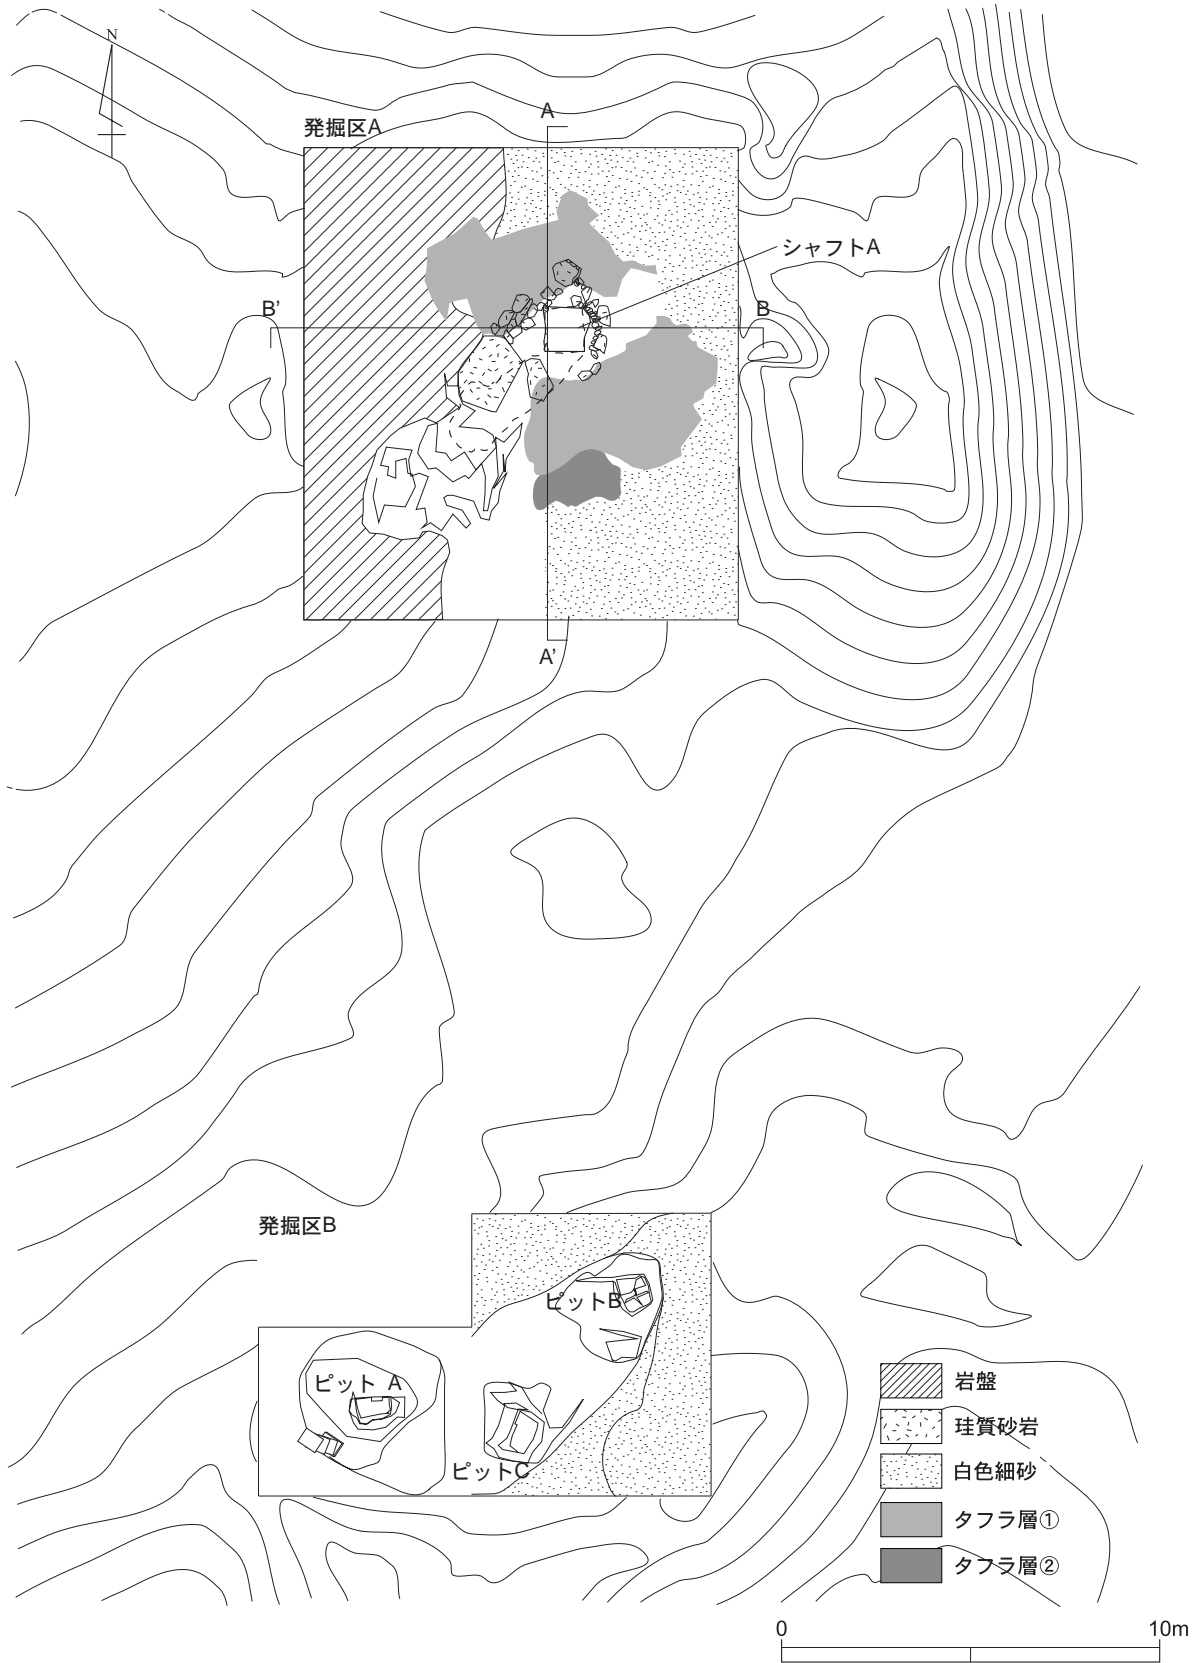 N
A
発掘区A
シャフトA
B'
B
A'
発掘区B
ピットB
ピット A
ピットC
岩盤
珪質砂岩
白色細砂
タフラ層①
タフラ層②
0 10m